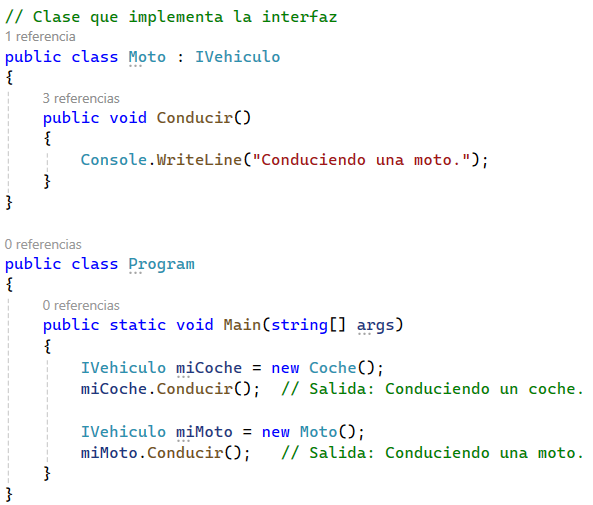 // Clase que implementa la interfaz
1 referencia
public class Moto : IVehiculo
{
3 referencias
public void Conducir()
{
Console.WriteLine("Conduciendo una moto.");
}
}
0 referencias
public class Program
{
0 referencias
public static void Main(string[] args)
{
IVehiculo miCoche = new Coche();
miCoche.Conducir();  // Salida: Conduciendo un coche.
IVehiculo miMoto = new Moto();
miMoto.Conducir();   // Salida: Conduciendo una moto.
}
}